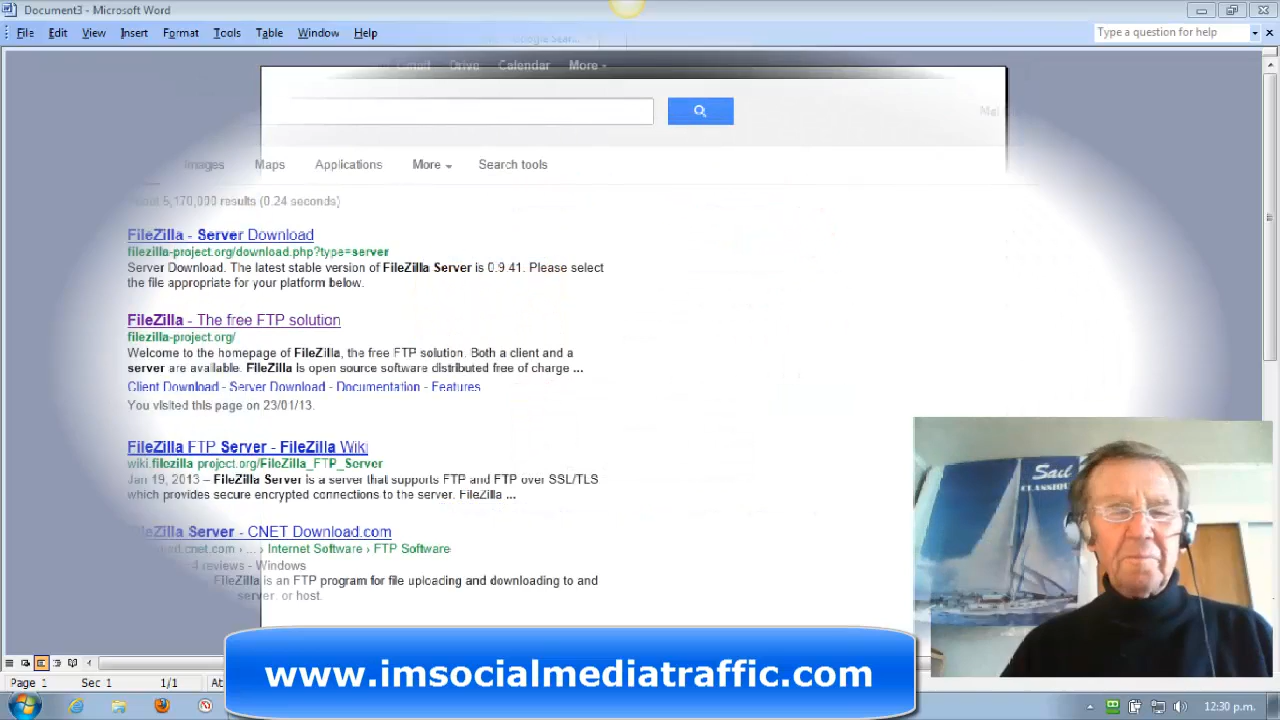 Document3 - Microsoft Word
File Edit View Insert Format Tools Table Window Help
Type a question for help
Gmail Drive Calendar More
Images Maps Applications More Search tools
5,170,000 results (0.24 seconds)
FileZilla - Server Download
filezilla-project.org/download.php?type=server
Server Download. The latest stable version of FileZilla Server is 0.9.41. Please select
the file appropriate for your platform below.
FileZilla - The free FTP solution
filezilla-project.org/
Welcome to the homepage of FileZilla, the free FTP solution. Both a client and a
server are available. FileZilla is open source software distributed free of charge ...
Client Download - Server Download - Documentation - Features
You visited this page on 23/01/13.
FileZilla FTP Server - FileZilla Wiki
wiki.filezilla-project.org/FileZilla_FTP_Server
Jan 19, 2013 – FileZilla Server is a server that supports FTP and FTP over SSL/TLS
which provides secure encrypted connections to the server. FileZilla ...
FileZilla Server - CNET Download.com
.cnet.com › ... › Internet Software › FTP Software
reviews - Windows
FileZilla is an FTP program for file uploading and downloading to and
server. or host.
Sail
CLASSIQUE
www.imsocialmediatraffic.com
Page 1 Sec 1 1/1
12:30 p.m.